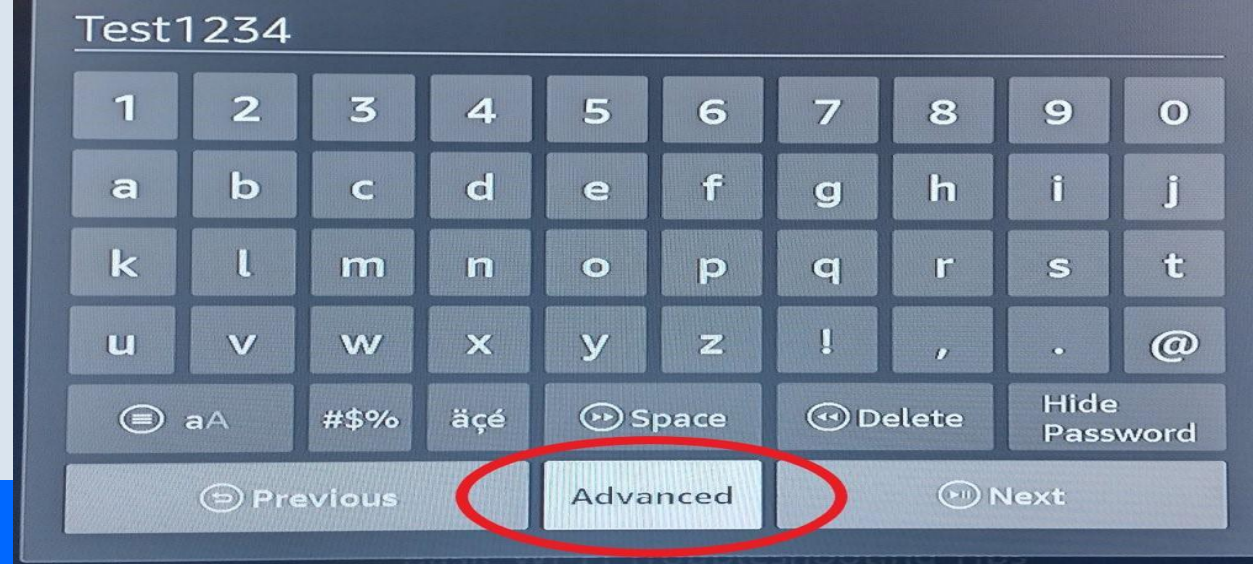 Test1234
1 2 3 4 5 6 7 8 9 0
a b c d e f g h i j
k l m n o p q r s t
u v w x y z ! , . @
aA #$% äçé Space Delete Hide Password
Previous Advanced Next